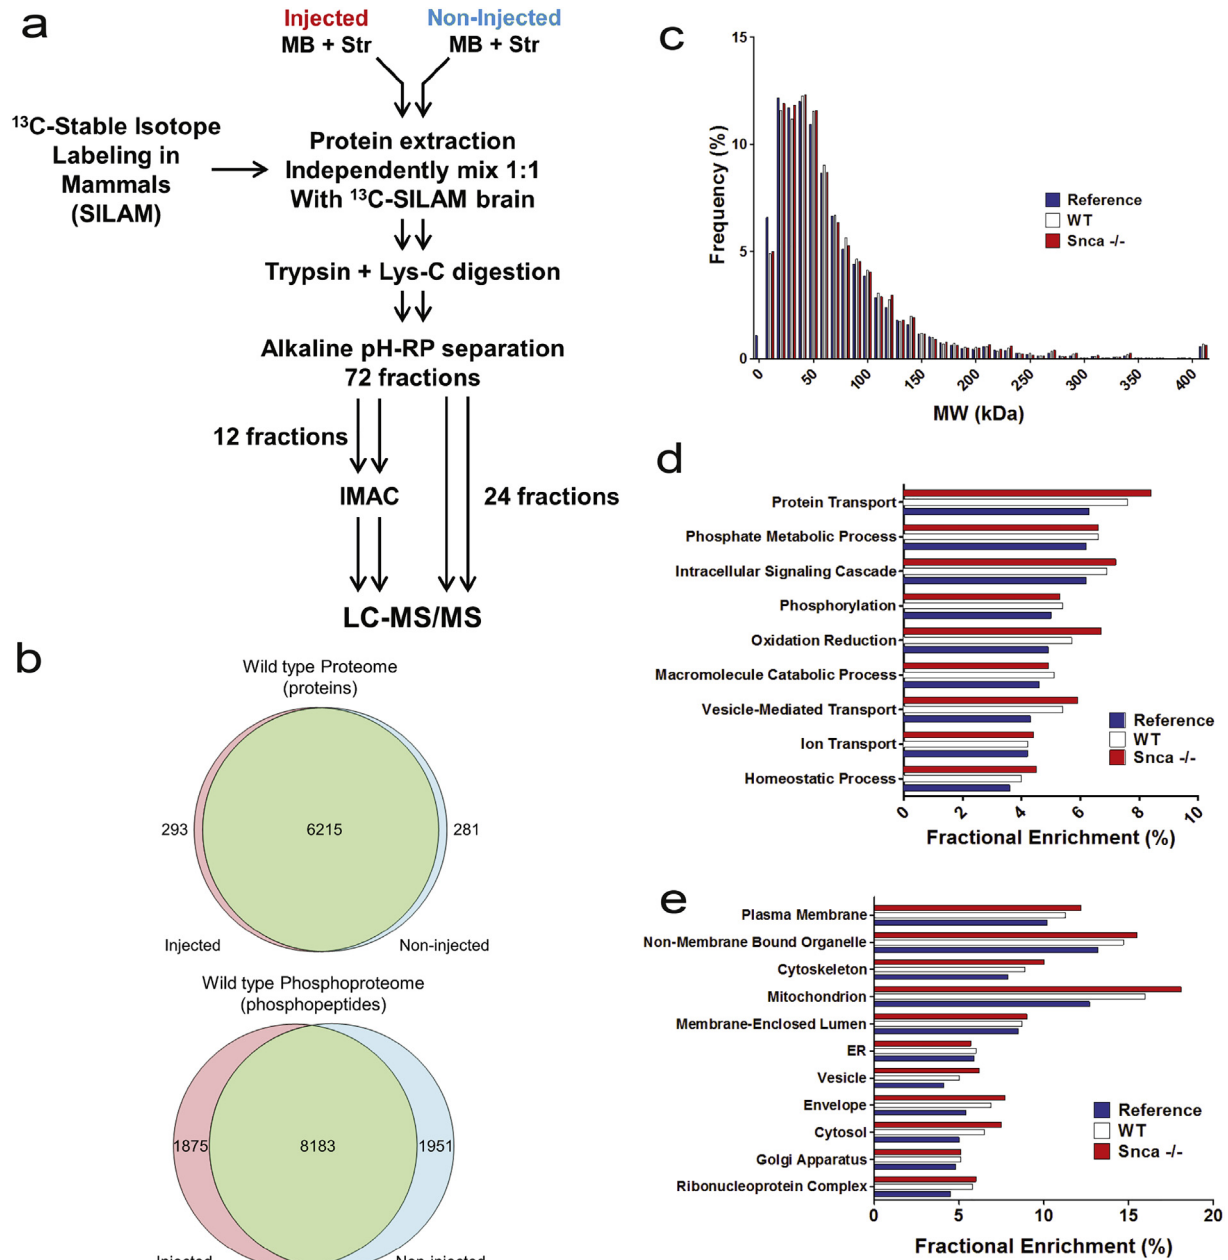 a
Injected
MB + Str
Non-Injected
MB + Str
¹³C-Stable Isotope
Labeling in
Mammals
(SILAM)
Protein extraction
Independently mix 1:1
With ¹³C-SILAM brain
Trypsin + Lys-C digestion
Alkaline pH-RP separation
72 fractions
12 fractions
IMAC
24 fractions
LC-MS/MS
b
Wild type Proteome
(proteins)
293
6215
281
Injected
Non-injected
Wild type Phosphoproteome
(phosphopeptides)
1875
8183
1951
Injected
Non-injected
c
Frequency (%)
15
10
5
0
Reference
WT
Snca -/-
0
50
100
150
200
250
300
350
400
MW (kDa)
d
Protein Transport
Phosphate Metabolic Process
Intracellular Signaling Cascade
Phosphorylation
Oxidation Reduction
Macromolecule Catabolic Process
Vesicle-Mediated Transport
Ion Transport
Homeostatic Process
Reference
WT
Snca -/-
0
2
4
6
8
10
Fractional Enrichment (%)
e
Plasma Membrane
Non-Membrane Bound Organelle
Cytoskeleton
Mitochondrion
Membrane-Enclosed Lumen
ER
Vesicle
Envelope
Cytosol
Golgi Apparatus
Ribonucleoprotein Complex
Reference
WT
Snca -/-
0
5
10
15
20
Fractional Enrichment (%)